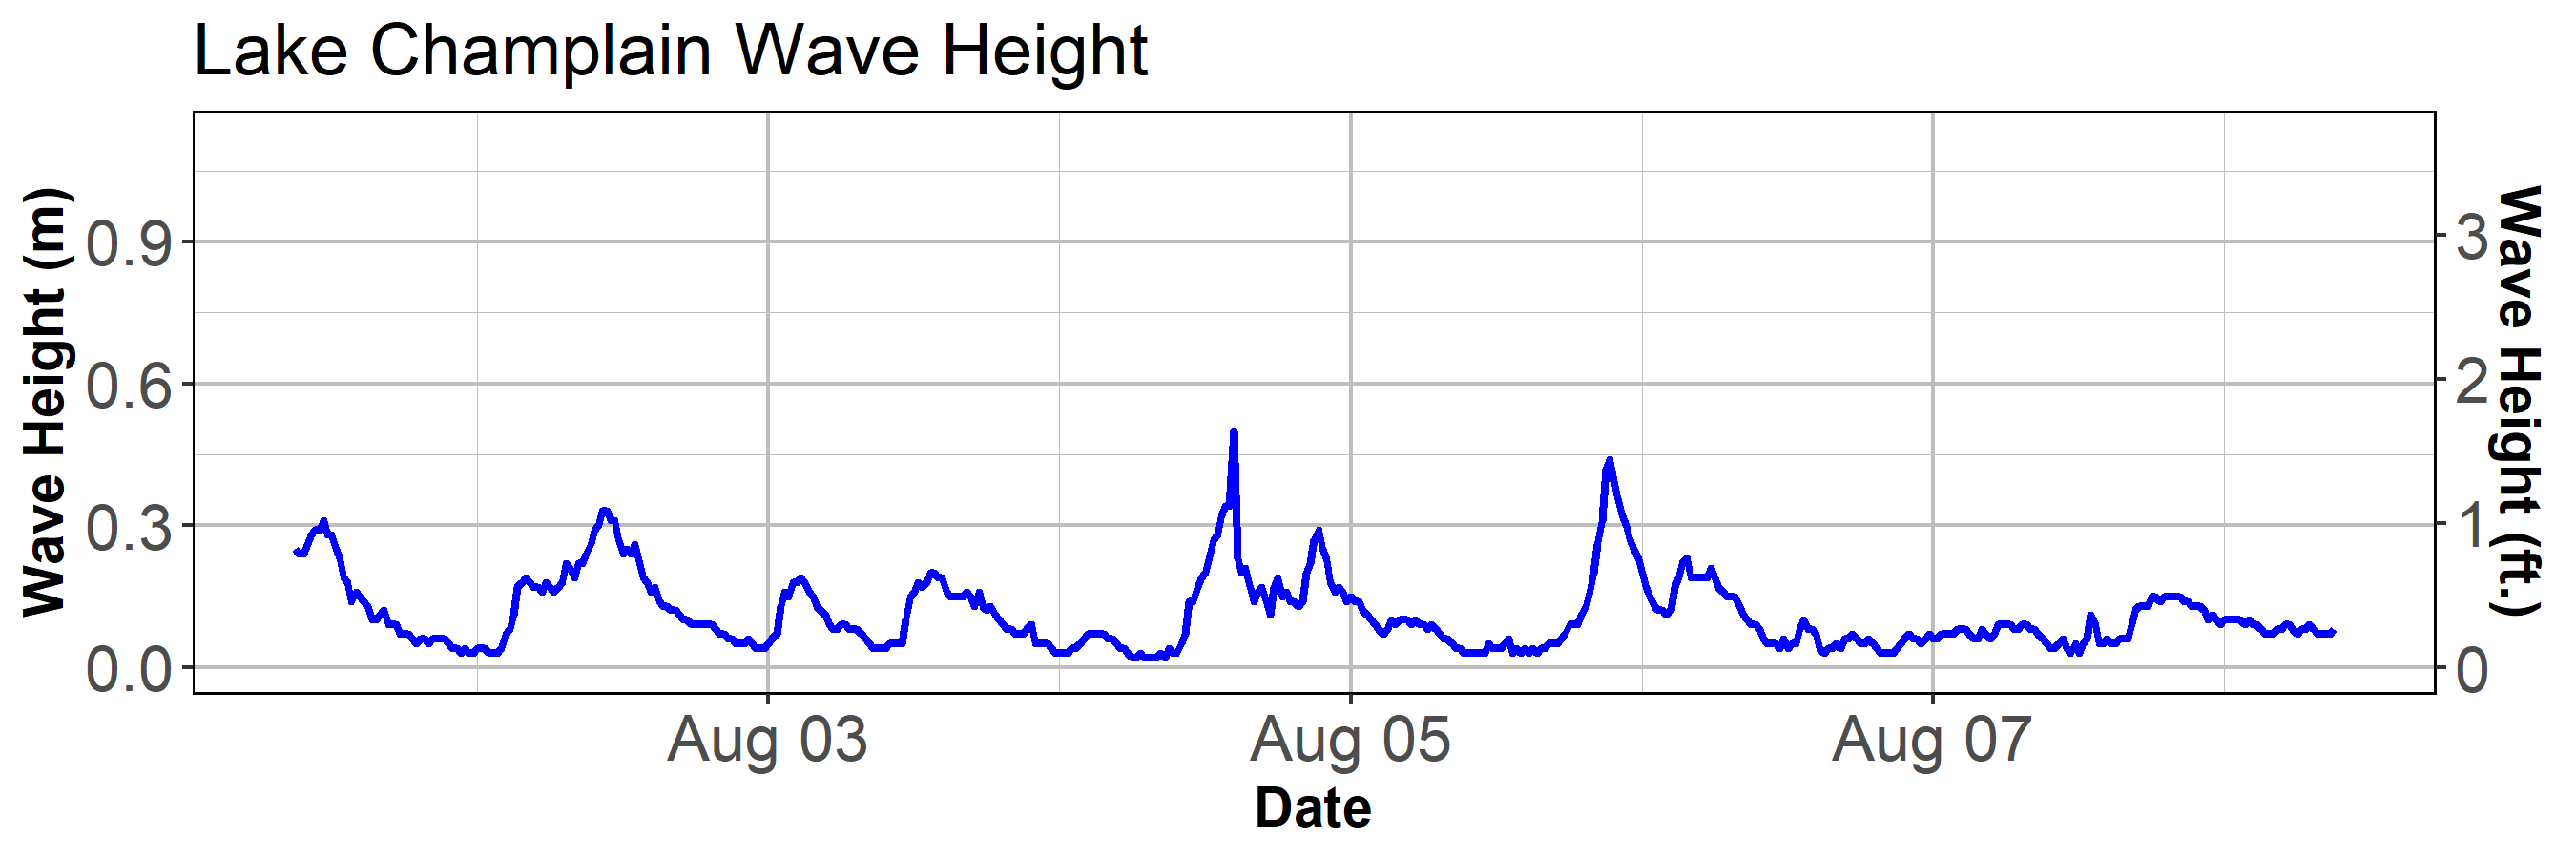 Lake Champlain Wave Height
Wave Height (m)
0.9
0.6
0.3
0.0
3
2
1
0
Wave Height (ft.)
Aug 03
Aug 05
Aug 07
Date